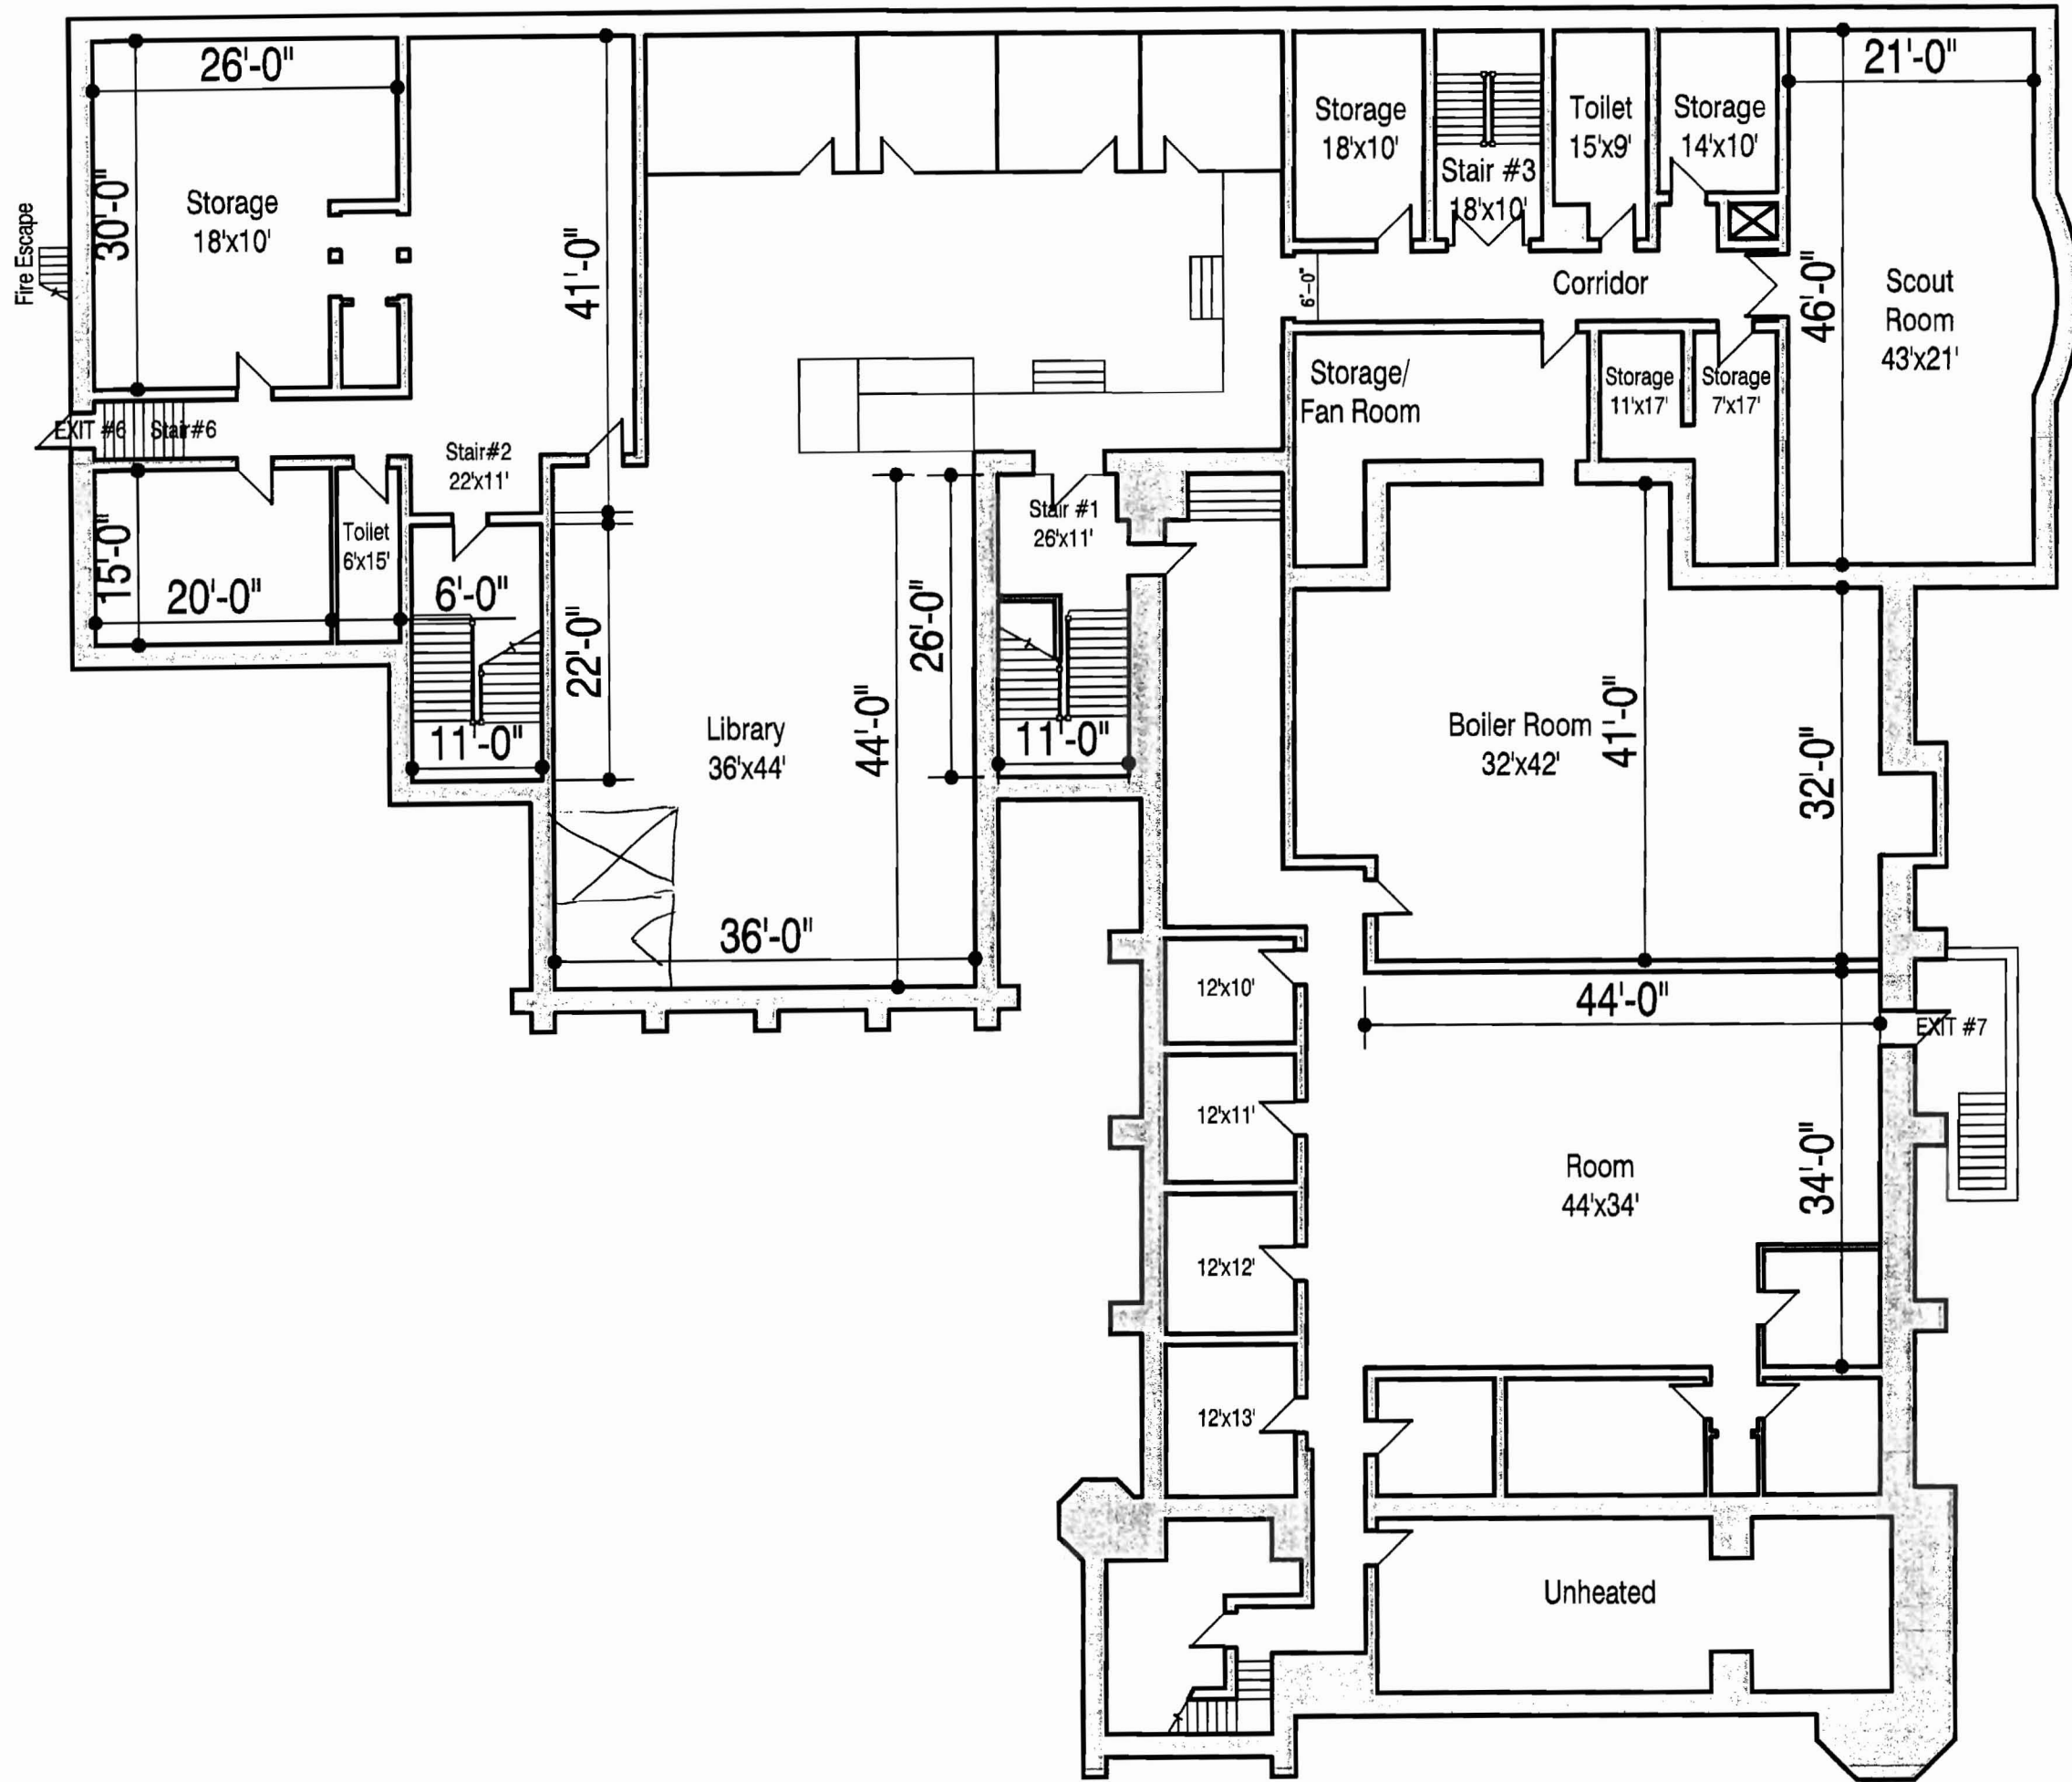 26'-0"
21'-0"
Storage
18'x10'
Toilet
15'x9'
Storage
14'x10'
Stair #3
18'x10'
Fire Escape
30'-0"
Storage
18'x10'
41'-0"
6'-0"
Corridor
46'-0"
Scout
Room
43'x21'
Storage/
Fan Room
Storage
11'x17'
Storage
7'x17'
EXIT #6
Stair#6
Stair#2
22'x11'
Stair #1
26'x11'
15'-0"
20'-0"
Toilet
6'x15'
6'-0"
22'-0"
26'-0"
11'-0"
Library
36'x44'
44'-0"
11'-0"
Boiler Room
32'x42'
41'-0"
32'-0"
36'-0"
12'x10'
44'-0"
EXIT #7
12'x11'
Room
44'x34'
34'-0"
12'x12'
12'x13'
Unheated